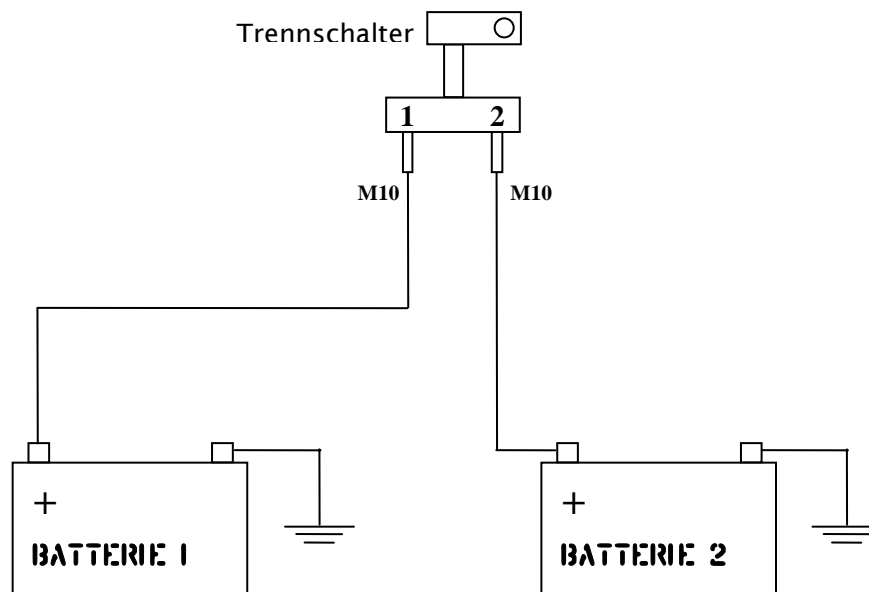 Trennschalter
1 2
M10 M10
+ +
BATTERIE 1 BATTERIE 2